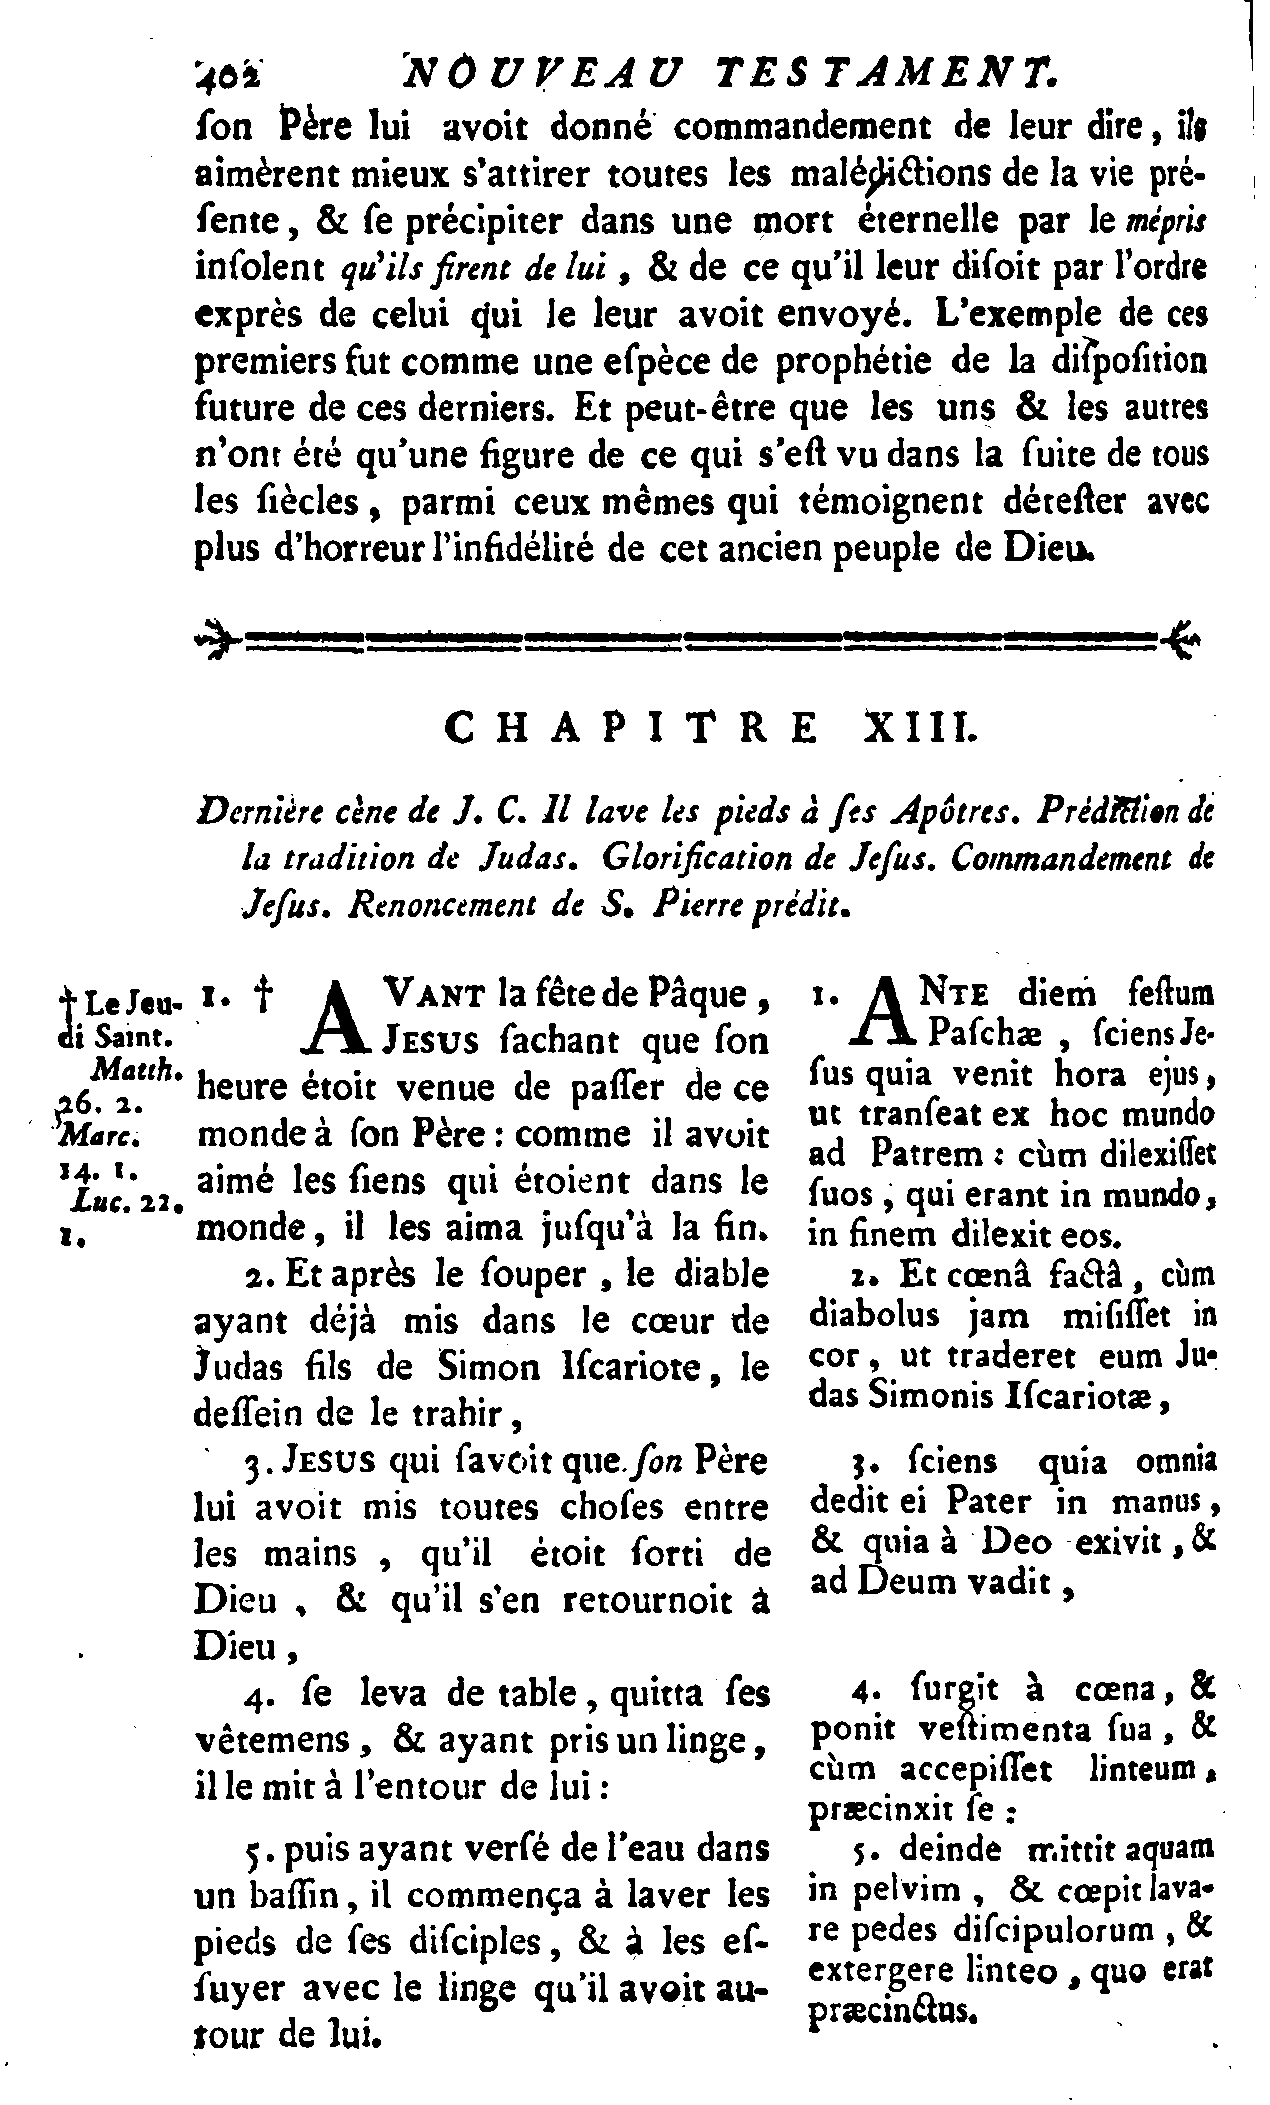 402 NOUVEAU TESTAMENT.
ſon Père lui avoit donné commandement de leur dire, ils
aimèrent mieux s'attirer toutes les malédictions de la vie pré-
ſente, & ſe précipiter dans une mort éternelle par le mépris
inſolent qu'ils firent de lui, & de ce qu'il leur diſoit par l'ordre
exprès de celui qui le leur avoit envoyé. L'exemple de ces
premiers fut comme une eſpèce de prophétie de la diſpoſition
future de ces derniers. Et peut-être que les uns & les autres
n'ont été qu'une figure de ce qui s'eſt vu dans la ſuite de tous
les ſiècles, parmi ceux mêmes qui témoignent déteſter avec
plus d'horreur l'infidélité de cet ancien peuple de Dieu.
CHAPITRE XIII.
Dernière cène de J. C. Il lave les pieds à ſes Apôtres. Prédiction de
la tradition de Judas. Glorification de Jeſus. Commandement de
Jeſus. Renoncement de S. Pierre prédit.
† Le Jeu-
di Saint.
Matth.
26. 2.
Marc.
14. 1.
Luc. 22.
1.
1. † AVANT la fête de Pâque,
JESUS ſachant que ſon
heure étoit venue de paſſer de ce
monde à ſon Père : comme il avoit
aimé les ſiens qui étoient dans le
monde, il les aima juſqu'à la fin.
2. Et après le ſouper, le diable
ayant déjà mis dans le cœur de
Judas fils de Simon Iſcariote, le
deſſein de le trahir,
3. JESUS qui ſavoit que ſon Père
lui avoit mis toutes choſes entre
les mains, qu'il étoit ſorti de
Dieu, & qu'il s'en retournoit à
Dieu,
4. ſe leva de table, quitta ſes
vêtemens, & ayant pris un linge,
il le mit à l'entour de lui :
5. puis ayant verſé de l'eau dans
un baſſin, il commença à laver les
pieds de ſes diſciples, & à les eſ-
ſuyer avec le linge qu'il avoit au-
tour de lui.
1. ANTE diem feſtum
Paſchæ, ſciens Je-
ſus quia venit hora ejus,
ut tranſeat ex hoc mundo
ad Patrem : cùm dilexiſſet
ſuos, qui erant in mundo,
in finem dilexit eos.
2. Et cœnâ factâ, cùm
diabolus jam miſiſſet in
cor, ut traderet eum Ju-
das Simonis Iſcariotæ,
3. ſciens quia omnia
dedit ei Pater in manus,
& quia à Deo exivit, &
ad Deum vadit,
4. ſurgit à cœna, &
ponit veſtimenta ſua, &
cùm accepiſſet linteum,
præcinxit ſe :
5. deinde mittit aquam
in pelvim, & cœpit lava-
re pedes diſcipulorum, &
extergere linteo, quo erat
præcinctus.